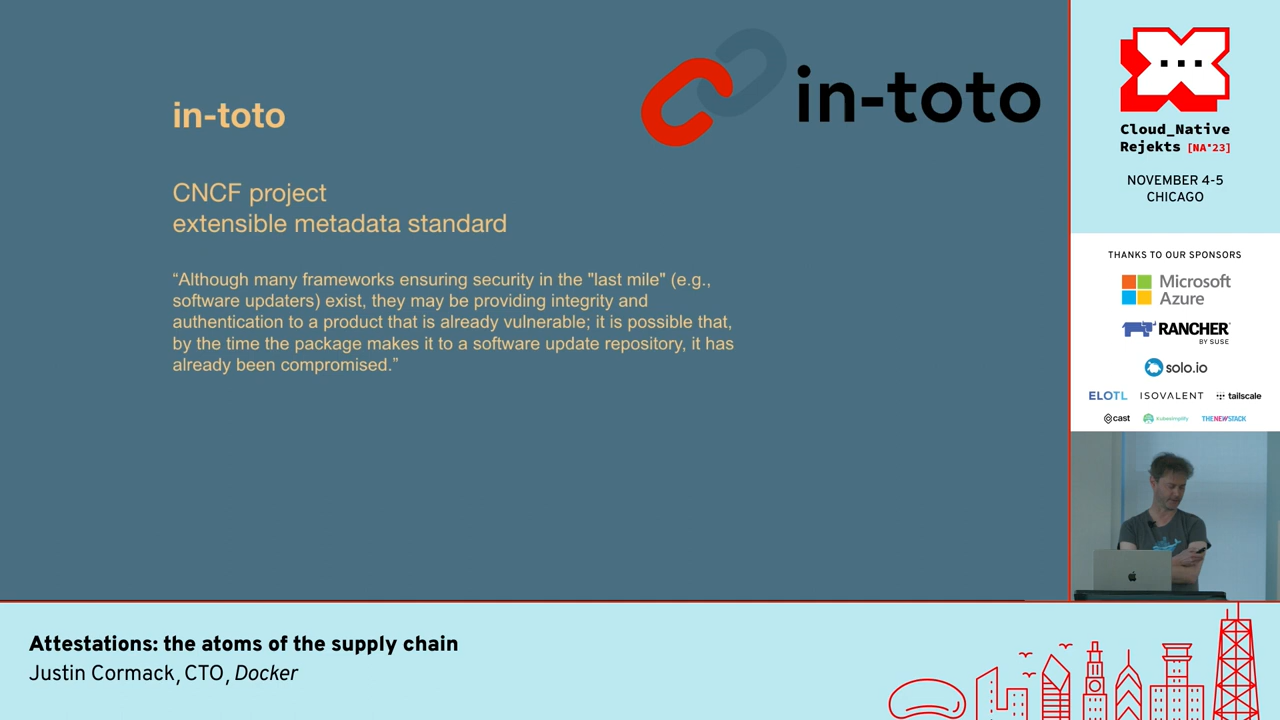 in-toto
in-toto
CNCF project
extensible metadata standard
“Although many frameworks ensuring security in the "last mile" (e.g.,
software updaters) exist, they may be providing integrity and
authentication to a product that is already vulnerable; it is possible that,
by the time the package makes it to a software update repository, it has
already been compromised.”
Cloud_Native
Rejekts [NA'23]
NOVEMBER 4-5
CHICAGO
THANKS TO OUR SPONSORS
Microsoft
Azure
RANCHER
BY SUSE
solo.io
ELOTL ISOVALENT tailscale
cast kubesimplify THENEWSTACK
Attestations: the atoms of the supply chain
Justin Cormack, CTO, Docker